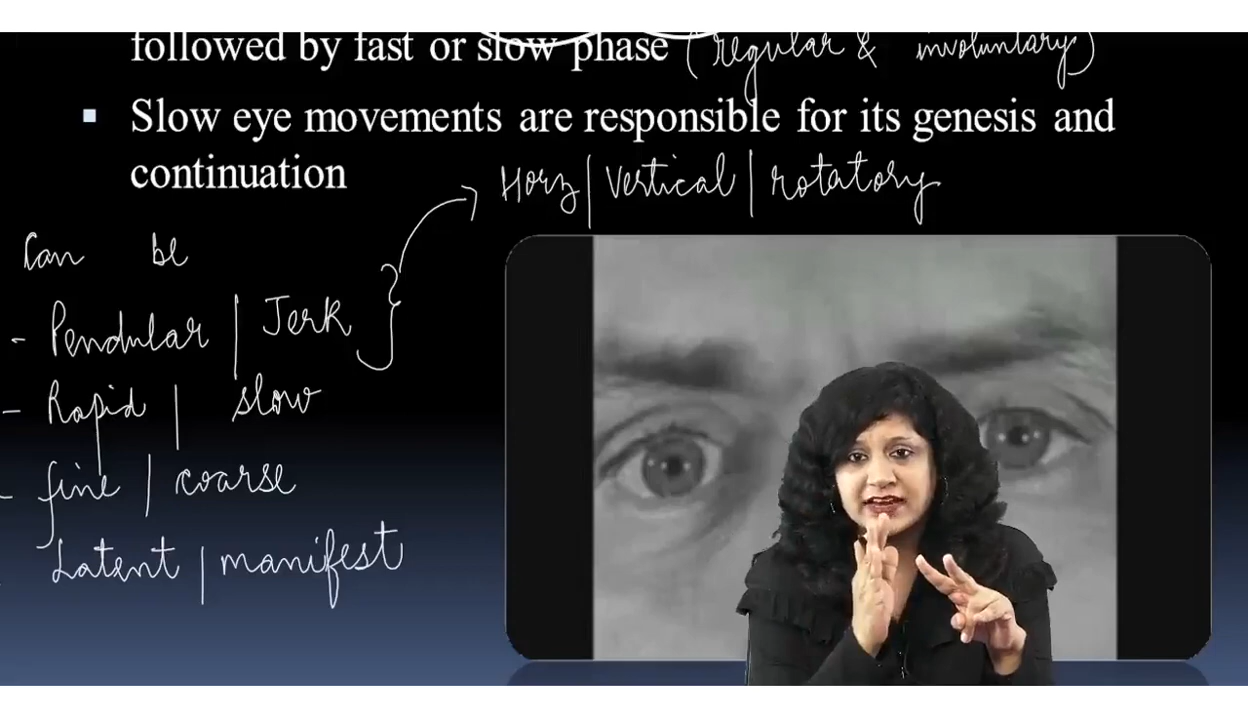 followed by fast or slow phase (regular & involuntary)
▪ Slow eye movements are responsible for its genesis and
continuation
Horz | Vertical | rotatory
Can be
- Pendular | Jerk
- Rapid | slow
- fine | coarse
- Latent | manifest